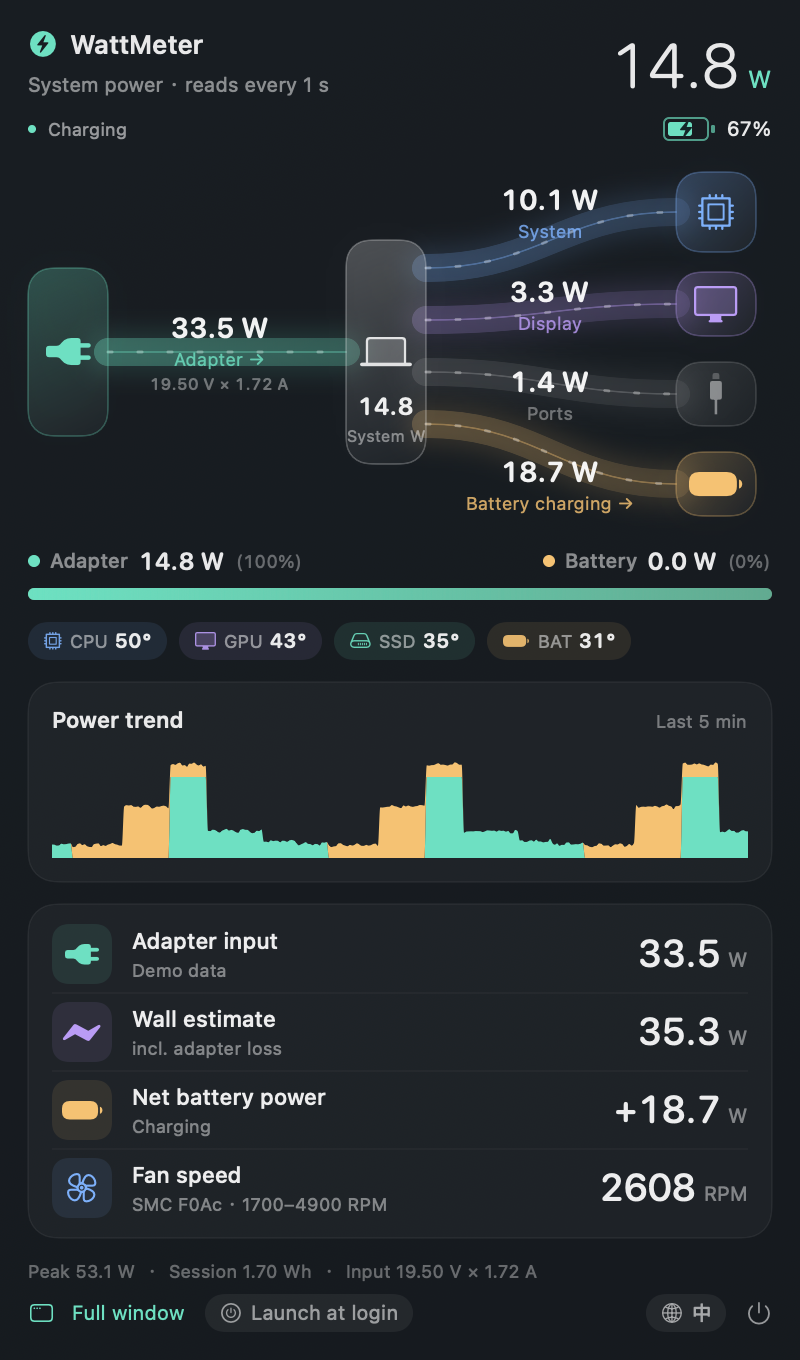 WattMeter
14.8 W
System power · reads every 1 s
Charging
67%
10.1 W
System
3.3 W
Display
33.5 W
Adapter →
19.50 V × 1.72 A
1.4 W
Ports
14.8
System W
18.7 W
Battery charging →
Adapter 14.8 W (100%)
Battery 0.0 W (0%)
CPU 50° GPU 43° SSD 35° BAT 31°
Power trend
Last 5 min
Adapter input
Demo data
33.5 W
Wall estimate
incl. adapter loss
35.3 W
Net battery power
Charging
+18.7 W
Fan speed
SMC F0Ac · 1700–4900 RPM
2608 RPM
Peak 53.1 W · Session 1.70 Wh · Input 19.50 V × 1.72 A
Full window
Launch at login
中